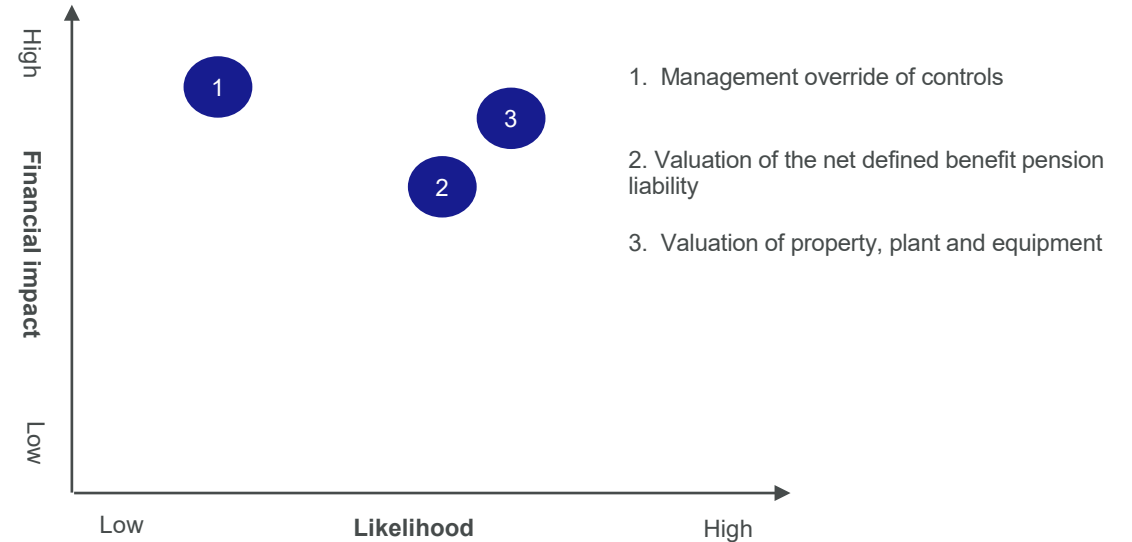 High
Financial impact
Low
1
3
2
1. Management override of controls
2. Valuation of the net defined benefit pension
liability
3. Valuation of property, plant and equipment
Low
Likelihood
High